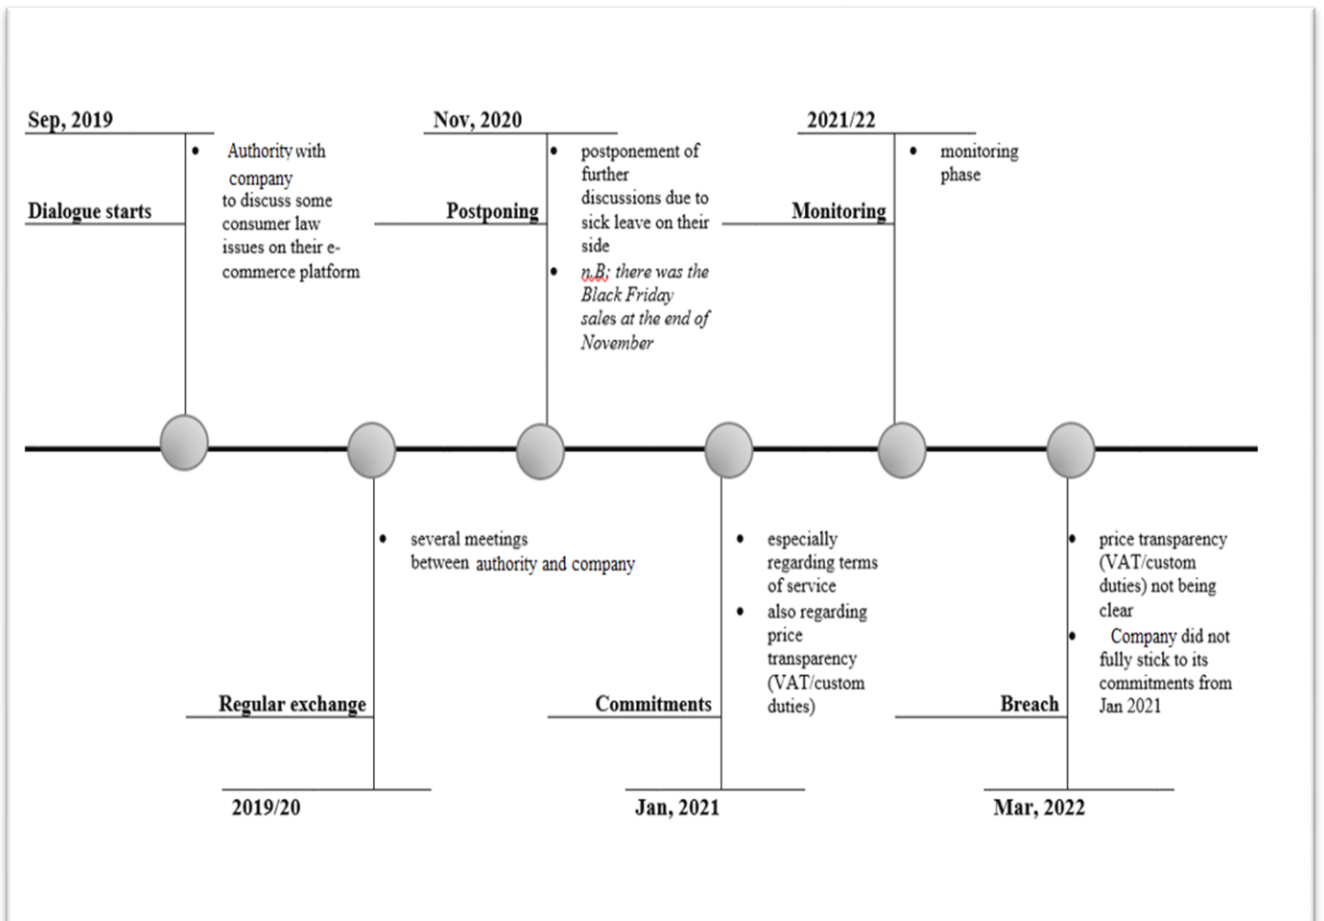 Sep, 2019
Dialogue starts
• Authority with
company
to discuss some
consumer law
issues on their e-
commerce platform
Regular exchange
2019/20
• several meetings
between authority and company
Nov, 2020
Postponing
• postponement of
further
discussions due to
sick leave on their
side
• n.B; there was the
Black Friday
sales at the end of
November
Commitments
Jan, 2021
• especially
regarding terms
of service
• also regarding
price
transparency
(VAT/custom
duties)
2021/22
Monitoring
• monitoring
phase
Breach
Mar, 2022
• price transparency
(VAT/custom
duties) not being
clear
• Company did not
fully stick to its
commitments from
Jan 2021